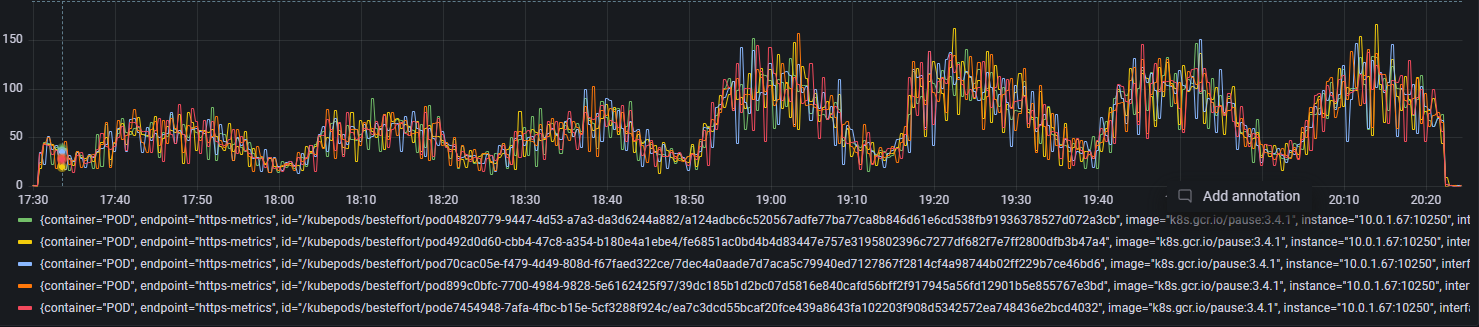 150
100
50
0
17:30 17:40 17:50 18:00 18:10 18:20 18:30 18:40 18:50 19:00 19:10 19:20 19:30 19:40 20:10 20:20
Add annotation
{container="POD", endpoint="https-metrics", id="/kubepods/besteffort/pod04820779-9447-4d53-a7a3-da3d6244a882/a124adbc6c520567adfe77ba77ca8b846d61e6cd538fb91936378527d072a3cb", image="k8s.gcr.io/pause:3.4.1", instance="10.0.1.67:10250", int
{container="POD", endpoint="https-metrics", id="/kubepods/besteffort/pod492d0d60-cbb4-47c8-a354-b180e4a1ebe4/fe6851ac0bd4b4d83447e757e3195802396c7277df682f7e7ff2800dfb3b47a4", image="k8s.gcr.io/pause:3.4.1", instance="10.0.1.67:10250", inter
{container="POD", endpoint="https-metrics", id="/kubepods/besteffort/pod70cac05e-f479-4d49-808d-f67faed322ce/7dec4a0aade7d7aca5c79940ed7127867f2814cf4a98744b02ff229b7ce46bd6", image="k8s.gcr.io/pause:3.4.1", instance="10.0.1.67:10250", interf
{container="POD", endpoint="https-metrics", id="/kubepods/besteffort/pod899c0bfc-7700-4984-9828-5e6162425f97/39dc185b1d2bc07d5816e840cafd56bff2f917945a56fd12901b5e855767e3bd", image="k8s.gcr.io/pause:3.4.1", instance="10.0.1.67:10250", interf
{container="POD", endpoint="https-metrics", id="/kubepods/besteffort/pode7454948-7afa-4fbc-b15e-5cf3288f924c/ea7c3dcd55bcaf20fce439a8643fa102203f908d5342572ea748436e2bcd4032", image="k8s.gcr.io/pause:3.4.1", instance="10.0.1.67:10250", interfa